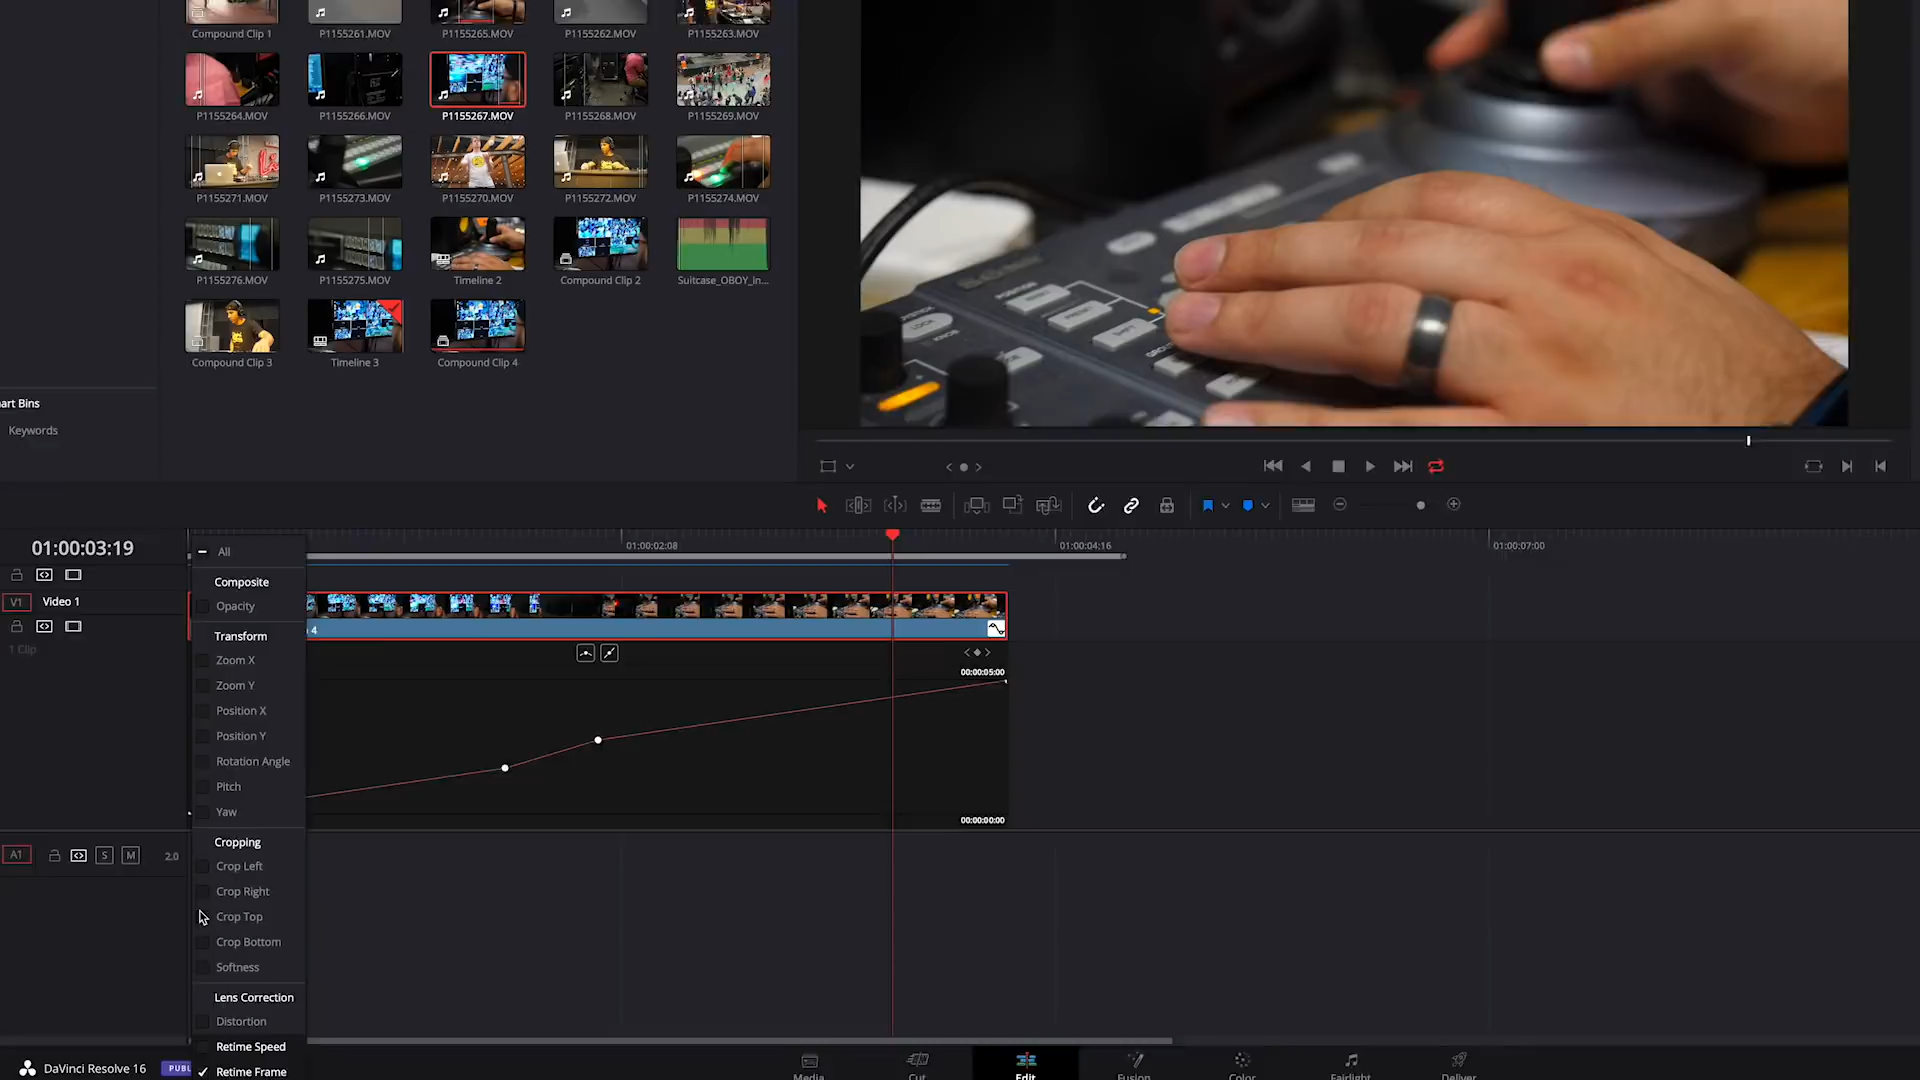 Compound Clip 1
P1155261.MOV
P1155265.MOV
P1155262.MOV
P1155263.MOV
P1155264.MOV
P1155266.MOV
P1155267.MOV
P1155268.MOV
P1155269.MOV
P1155271.MOV
P1155273.MOV
P1155270.MOV
P1155272.MOV
P1155274.MOV
P1155276.MOV
P1155275.MOV
Timeline 2
Compound Clip 2
Suitcase_OBOY_In...
Compound Clip 3
Timeline 3
Compound Clip 4
art Bins
Keywords
POSITION
PRESET
SHIFT
LOCK
KNOB
01:00:03:19
01:00:02:08
01:00:04:16
01:00:07:00
V1
Video 1
1 Clip
4
All
Composite
Opacity
Transform
Zoom X
Zoom Y
Position X
Position Y
Rotation Angle
Pitch
Yaw
Cropping
Crop Left
Crop Right
Crop Top
Crop Bottom
Softness
Lens Correction
Distortion
Retime Speed
Retime Frame
00:00:05:00
00:00:00:00
A1
S
M
2.0
DaVinci Resolve 16
PUBL
Media
Cut
Edit
Fusion
Color
Fairlight
Deliver